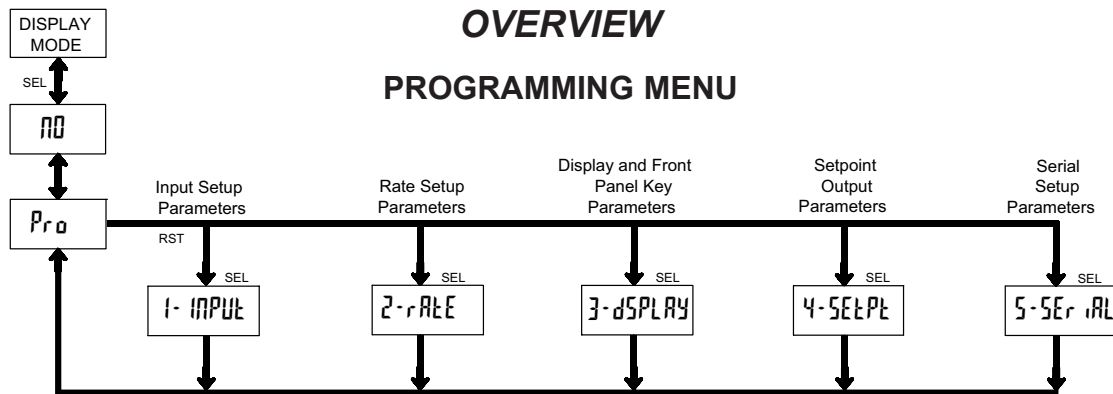 OVERVIEW
PROGRAMMING MENU
DISPLAY
MODE
SEL
NO
Pro
RST
Input Setup
Parameters
SEL
1-INPUt
Rate Setup
Parameters
SEL
2-rAtE
Display and Front
Panel Key
Parameters
SEL
3-dSPLAY
Setpoint
Output
Parameters
SEL
4-SEtPt
Serial
Setup
Parameters
SEL
5-SEriAL